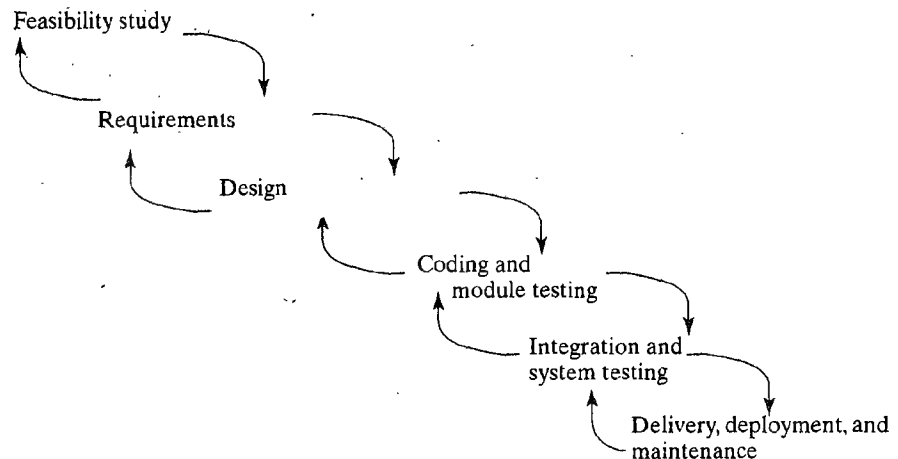 Feasibility study
Requirements
Design
Coding and
module testing
Integration and
system testing
Delivery, deployment, and
maintenance